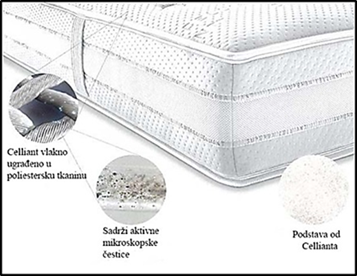 Celliant vlakno
ugrađeno u
poliestersku tkaninu
Sadrži aktivne
mikroskopske
čestice
Podstava od
Cellianta